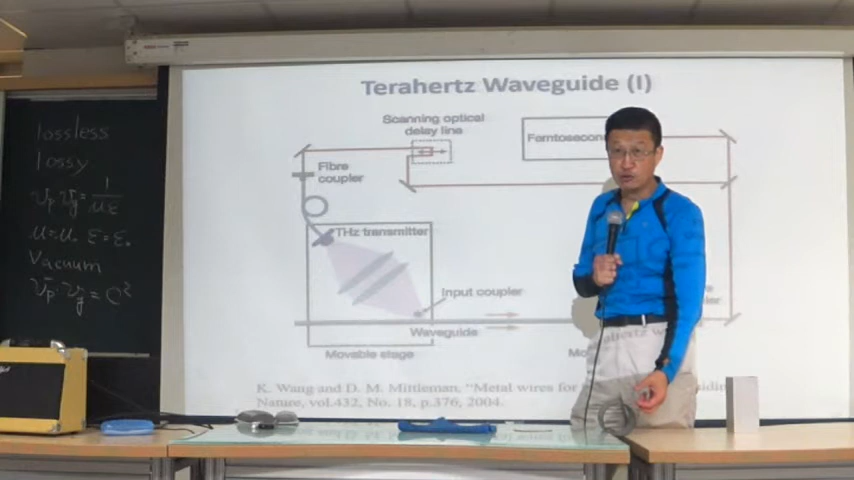 Terahertz Waveguide (I)
Scanning optical
delay line
Femtosecon
Fibre
coupler
THz transmitter
Input coupler
Waveguide
Movable stage
K. Wang and D. M. Mittleman, "Metal wires for
Nature, vol.432, No. 18, p.376, 2004.
lossless
lossy
Vp Vg = 1/με
μ=μ₀ ε=ε₀
Vacuum
Vp·Vg = C²